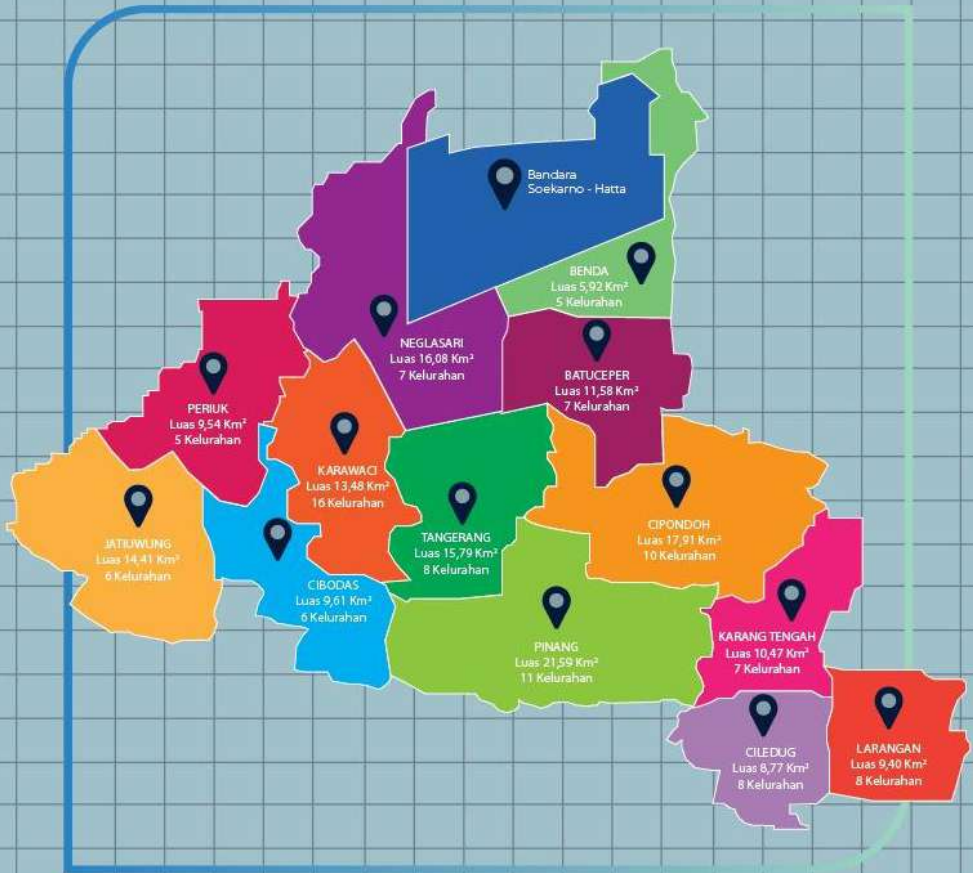 Bandara
Soekarno - Hatta
BENDA
Luas 5,92 Km²
5 Kelurahan
NEGLASARI
Luas 16,08 Km²
7 Kelurahan
BATUCEPER
Luas 11,58 Km²
7 Kelurahan
PERIUK
Luas 9,54 Km²
5 Kelurahan
KARAWACI
Luas 13,48 Km²
16 Kelurahan
JATIUWUNG
Luas 14,41 Km²
6 Kelurahan
CIBODAS
Luas 9,61 Km²
6 Kelurahan
TANGERANG
Luas 15,79 Km²
8 Kelurahan
CIPONDOH
Luas 17,91 Km²
10 Kelurahan
PINANG
Luas 21,59 Km²
11 Kelurahan
KARANG TENGAH
Luas 10,47 Km²
7 Kelurahan
CILEDUG
Luas 8,77 Km²
8 Kelurahan
LARANGAN
Luas 9,40 Km²
8 Kelurahan